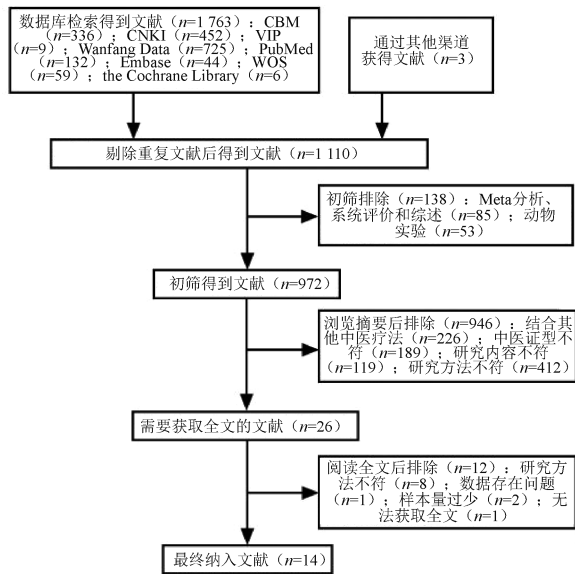 数据库检索得到文献（n=1 763）：CBM
（n=336）；CNKI（n=452）；VIP
（n=9）；Wanfang Data（n=725）；PubMed
（n=132）；Embase（n=44）；WOS
（n=59）；the Cochrane Library（n=6）
通过其他渠道
获得文献（n=3）
剔除重复文献后得到文献（n=1 110）
初筛排除（n=138）：Meta分析、
系统评价和综述（n=85）；动物
实验（n=53）
初筛得到文献（n=972）
浏览摘要后排除（n=946）：结合其
他中医疗法（n=226）；中医证型不
符（n=189）；研究内容不符
（n=119）；研究方法不符（n=412）
需要获取全文的文献（n=26）
阅读全文后排除（n=12）：研究方
法不符（n=8）；数据存在问题
（n=1）；样本量过少（n=2）；无
法获取全文（n=1）
最终纳入文献（n=14）